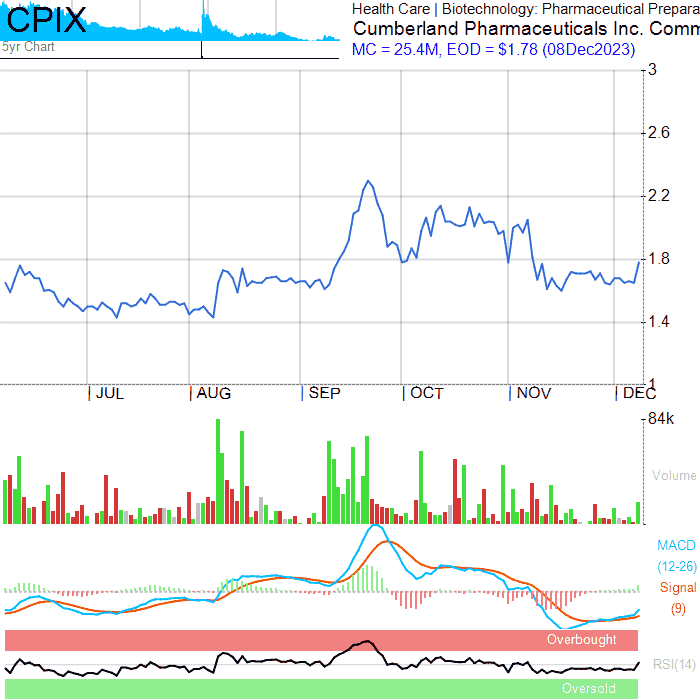 CPIX
5yr Chart
Health Care | Biotechnology: Pharmaceutical Prepara
Cumberland Pharmaceuticals Inc. Comm
MC = 25.4M, EOD = $1.78 (08Dec2023)
3
2.6
2.2
1.8
1.4
1
JUL AUG SEP OCT NOV DEC
84k
Volume
MACD
(12-26)
Signal
(9)
Overbought
RSI(14)
Oversold